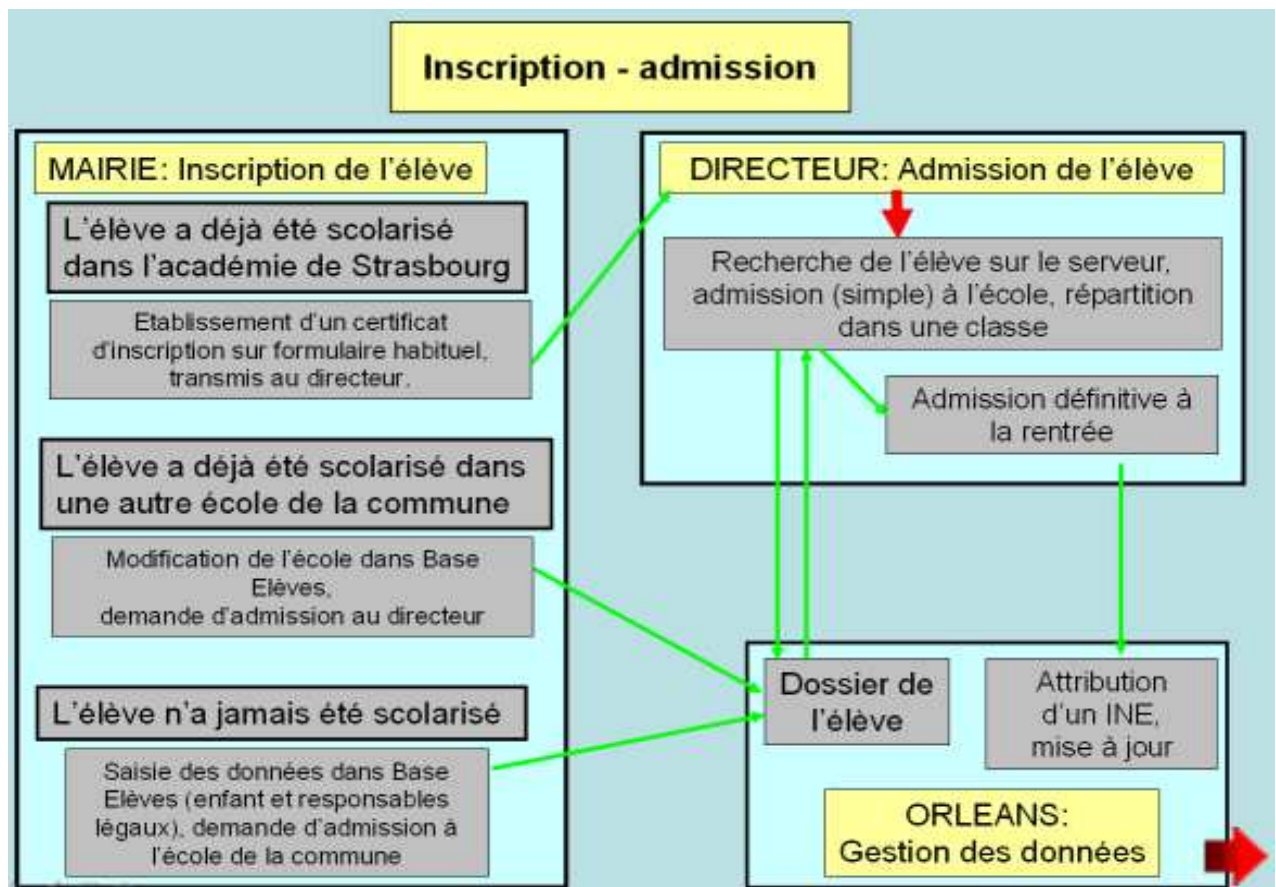 Inscription - admission
MAIRIE: Inscription de l'élève
L'élève a déjà été scolarisé
dans l'académie de Strasbourg
Etablissement d'un certificat
d'inscription sur formulaire habituel,
transmis au directeur.
L'élève a déjà été scolarisé dans
une autre école de la commune
Modification de l'école dans Base
Elèves,
demande d'admission au directeur
L'élève n'a jamais été scolarisé
Saisie des données dans Base
Elèves (enfant et responsables
légaux), demande d'admission à
l'école de la commune
DIRECTEUR: Admission de l'élève
Recherche de l'élève sur le serveur,
admission (simple) à l'école, répartition
dans une classe
Admission définitive à
la rentrée
Dossier de
l'élève
Attribution
d'un INE,
mise à jour
ORLEANS:
Gestion des données